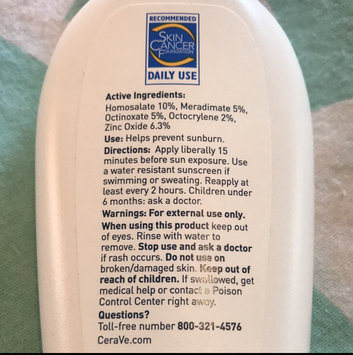 RECOMMENDED
SKIN
CANCER
FOUNDATION
DAILY USE
Active Ingredients:
Homosalate 10%, Meradimate 5%,
Octinoxate 5%, Octocrylene 2%,
Zinc Oxide 6.3%
Use: Helps prevent sunburn.
Directions: Apply liberally 15
minutes before sun exposure. Use
a water resistant sunscreen if
swimming or sweating. Reapply at
least every 2 hours. Children under
6 months: ask a doctor.
Warnings: For external use only.
When using this product keep out
of eyes. Rinse with water to
remove. Stop use and ask a doctor
if rash occurs. Do not use on
broken/damaged skin. Keep out of
reach of children. If swallowed, get
medical help or contact a Poison
Control Center right away.
Questions?
Toll-free number 800-321-4576
CeraVe.com